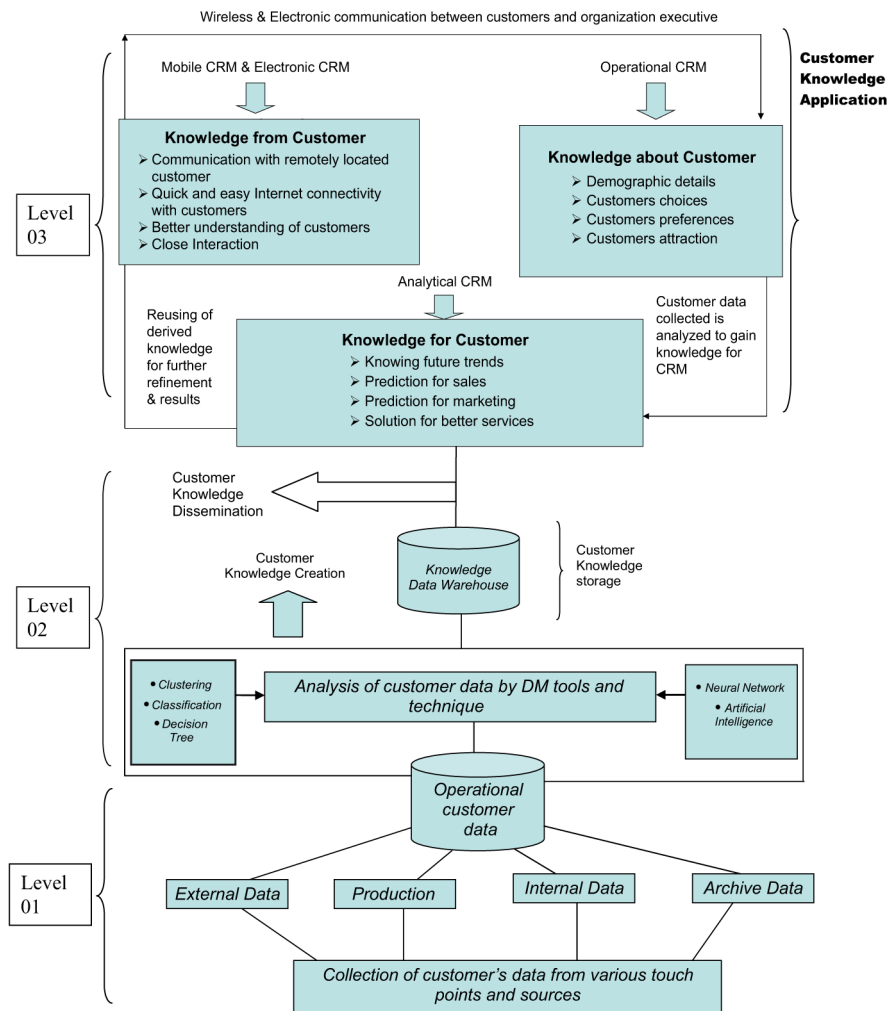 Wireless & Electronic communication between customers and organization executive
Customer
Knowledge
Application
Mobile CRM & Electronic CRM
Operational CRM
Level
03
Knowledge from Customer
➢ Communication with remotely located
customer
➢ Quick and easy Internet connectivity
with customers
➢ Better understanding of customers
➢ Close Interaction
Knowledge about Customer
➢ Demographic details
➢ Customers choices
➢ Customers preferences
➢ Customers attraction
Analytical CRM
Reusing of
derived
knowledge
for further
refinement
& results
Knowledge for Customer
➢ Knowing future trends
➢ Prediction for sales
➢ Prediction for marketing
➢ Solution for better services
Customer data
collected is
analyzed to gain
knowledge for
CRM
Level
02
Customer
Knowledge
Dissemination
Customer
Knowledge Creation
Knowledge
Data Warehouse
Customer
Knowledge
storage
• Clustering
• Classification
• Decision
Tree
Analysis of customer data by DM tools and
technique
• Neural Network
• Artificial
Intelligence
Level
01
Operational
customer
data
External Data
Production
Internal Data
Archive Data
Collection of customer's data from various touch
points and sources